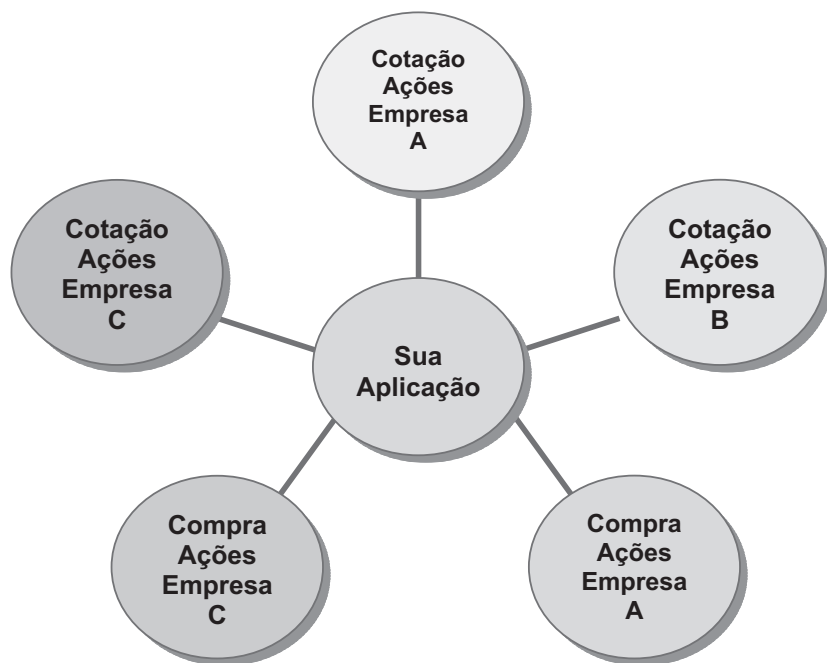 Cotação
Ações
Empresa
A
Cotação
Ações
Empresa
C
Cotação
Ações
Empresa
B
Sua
Aplicação
Compra
Ações
Empresa
C
Compra
Ações
Empresa
A